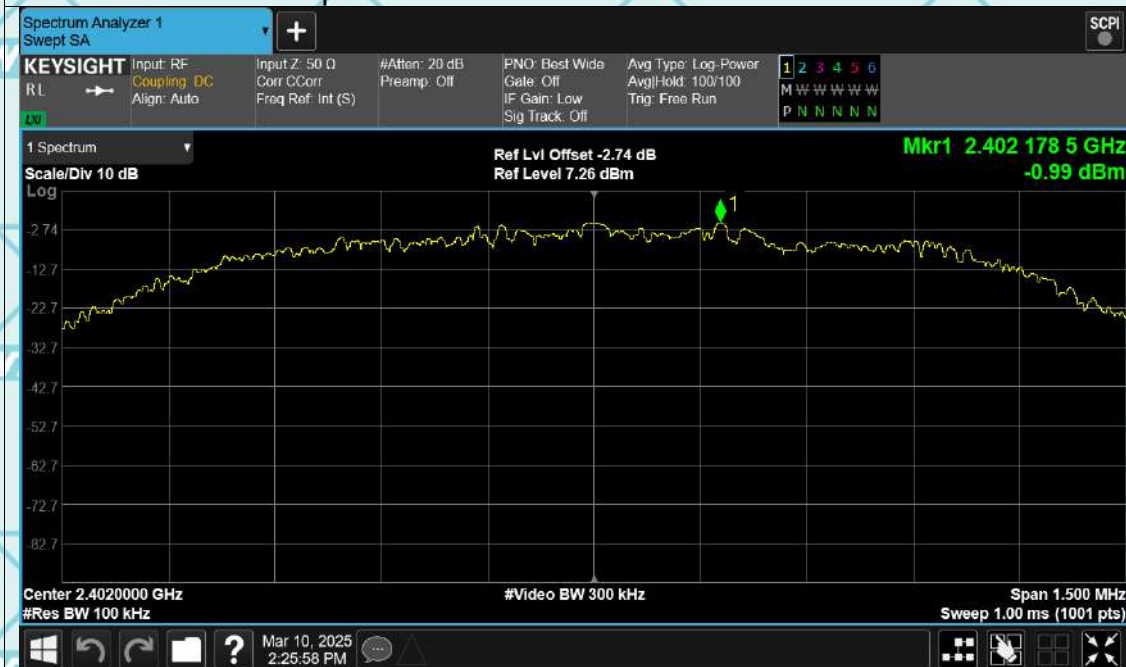 Spectrum Analyzer 1
Swept SA
+
SCPI
KEYSIGHT
RL
LXI
Input: RF
Coupling: DC
Align: Auto
Input Z: 50 Ω
Corr CCorr
Freq Ref: Int (S)
#Atten: 20 dB
Preamp: Off
PNO: Best Wide
Gate: Off
IF Gain: Low
Sig Track: Off
Avg Type: Log-Power
Avg|Hold: 100/100
Trig: Free Run
1 2 3 4 5 6
M W W W W W
P N N N N N
1 Spectrum
Scale/Div 10 dB
Log
Ref Lvl Offset -2.74 dB
Ref Level 7.26 dBm
Mkr1 2.402 178 5 GHz
-0.99 dBm
1
-2.74
-12.7
-22.7
-32.7
-42.7
-52.7
-62.7
-72.7
-82.7
Center 2.4020000 GHz
#Res BW 100 kHz
#Video BW 300 kHz
Span 1.500 MHz
Sweep 1.00 ms (1001 pts)
?
Mar 10, 2025
2:25:58 PM